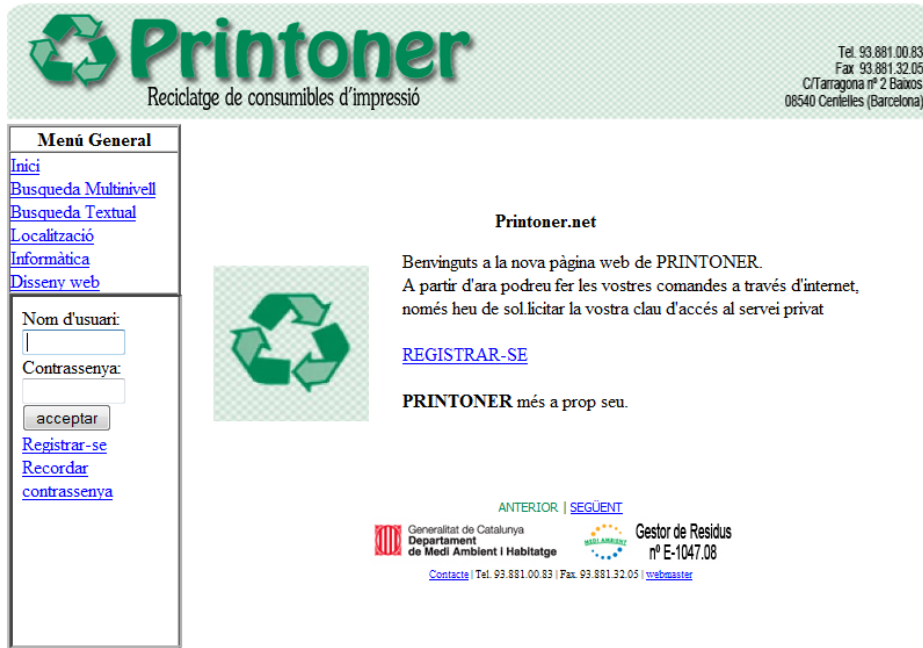 Printoner
Reciclatge de consumibles d'impressió
Tel. 93.881.00.83
Fax 93.881.32.05
C/Tarragona nº 2 Baixos
08540 Centelles (Barcelona)
Menú General
Inici
Busqueda Multinivell
Busqueda Textual
Localització
Informàtica
Disseny web
Nom d'usuari:
Contrassenya:
acceptar
Registrar-se
Recordar
contrassenya
Printoner.net
Benvinguts a la nova pàgina web de PRINTONER.
A partir d'ara podreu fer les vostres comandes a través d'internet,
només heu de sol.licitar la vostra clau d'accés al servei privat
REGISTRAR-SE
PRINTONER més a prop seu.
ANTERIOR | SEGÜENT
Generalitat de Catalunya
Departament
de Medi Ambient i Habitatge
MEDI AMBIENT
Gestor de Residus
nº E-1047.08
Contacte | Tel. 93.881.00.83 | Fax. 93.881.32.05 | webmaster